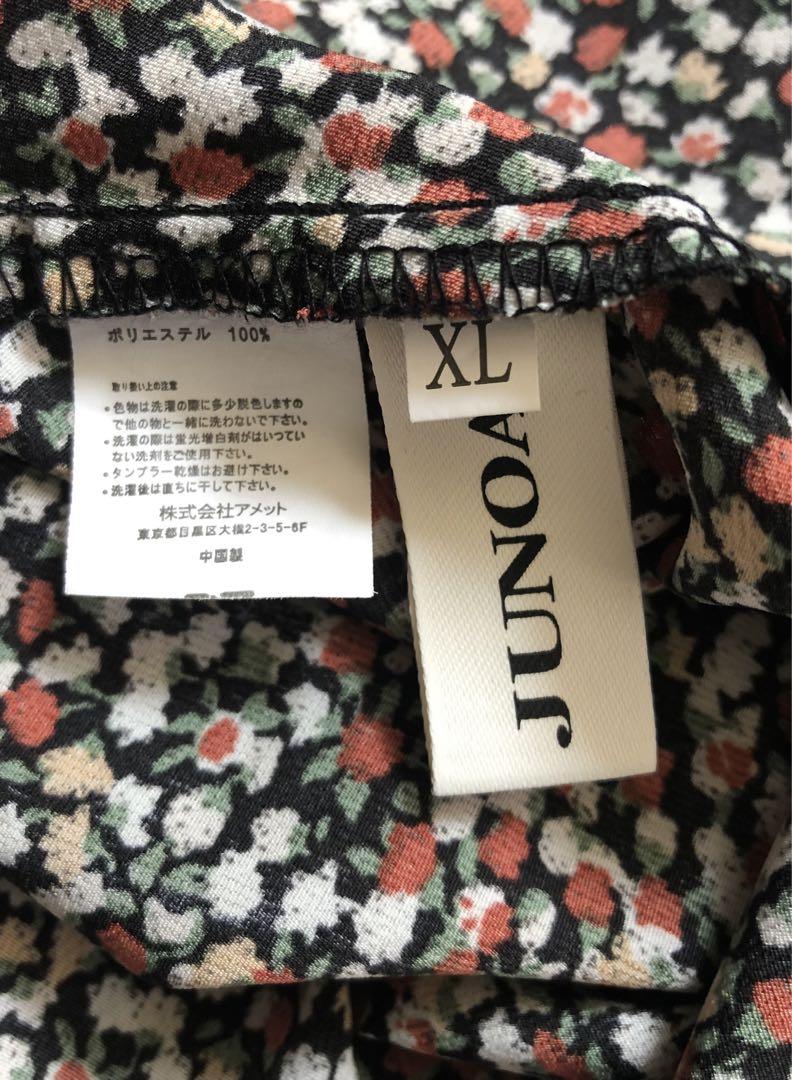 ポリエステル 100%
取り扱い上の注意
・色物は洗濯の際に多少脱色しますの
で他の物と一緒に洗わないで下さい。
・洗濯の際は蛍光増白剤がはいってい
ない洗剤をご使用下さい。
・タンブラー乾燥はお避け下さい。
・洗濯後は直ちに干して下さい。
株式会社アメット
東京都目黒区大橋2-3-5-6F
中国製
XL
JUNOA